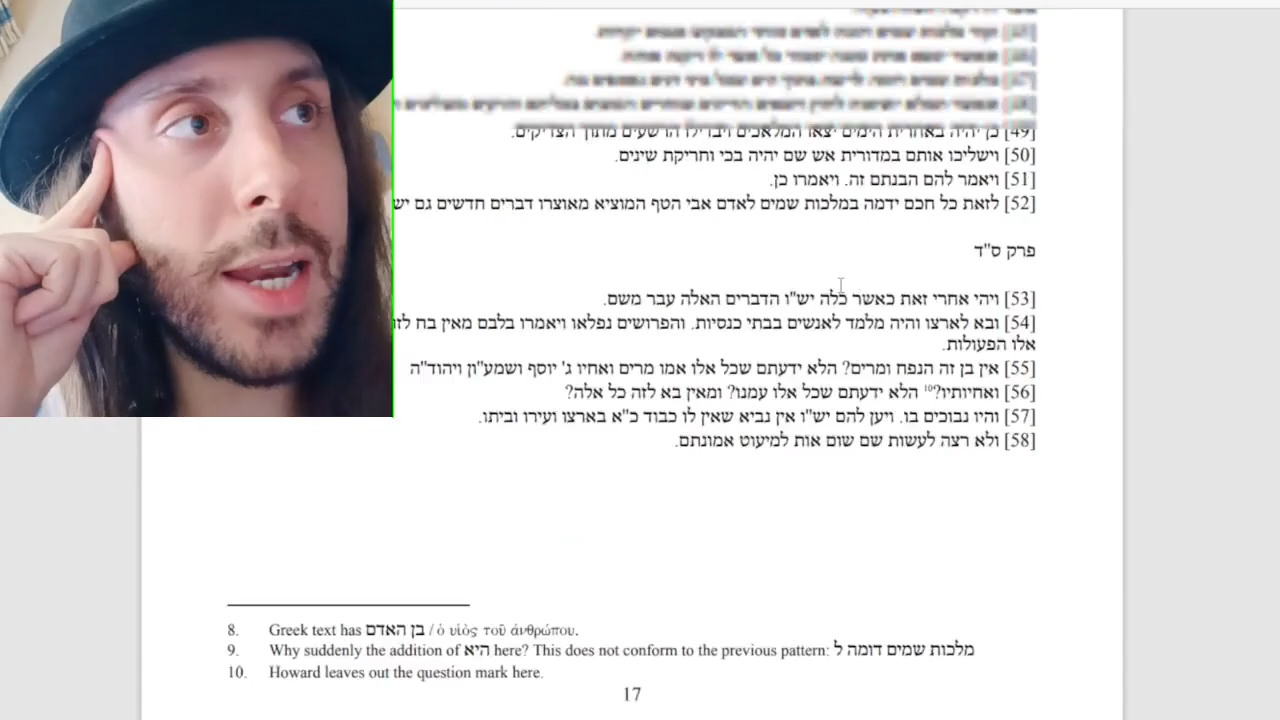 [49] כן יהיה באחרית הימים יצאו המלאכים ויבדילו הרשעים מתוך הצדיקים.
[50] וישליכו אותם במדורית אש שם יהיה בכי וחריקת שינים.
[51] ויאמר להם הבנתם זה. ויאמרו כן.
[52] לזאת כל חכם ידמה במלכות שמים לאדם אבי הטף המוציא מאוצרו דברים חדשים גם יש
פרק ס"ד
[53] ויהי אחרי זאת כאשר כלה יש"ו הדברים האלה עבר משם.
[54] ובא לארצו והיה מלמד לאנשים בבתי כנסיות. והפרושים נפלאו ויאמרו בלבם מאין בח לזו
אלו הפעולות.
[55] אין בן זה הנפח ומרים? הלא ידעתם שכל אלו אמו מרים ואחיו ג' יוסף ושמע"ון ויהוד"ה
[56] ואחיותיו?10 הלא ידעתם שכל אלו עמנו? ומאין בא לזה כל אלה?
[57] והיו נבוכים בו. ויען להם יש"ו אין נביא שאין לו כבוד כ"א בארצו ועירו וביתו.
[58] ולא רצה לעשות שם שום אות למיעוט אמונתם.
8. Greek text has בן האדם / ὁ υἱὸς τοῦ ἀνθρώπου.
9. Why suddenly the addition of היא here? This does not conform to the previous pattern: מלכות שמים דומה ל
10. Howard leaves out the question mark here.
17